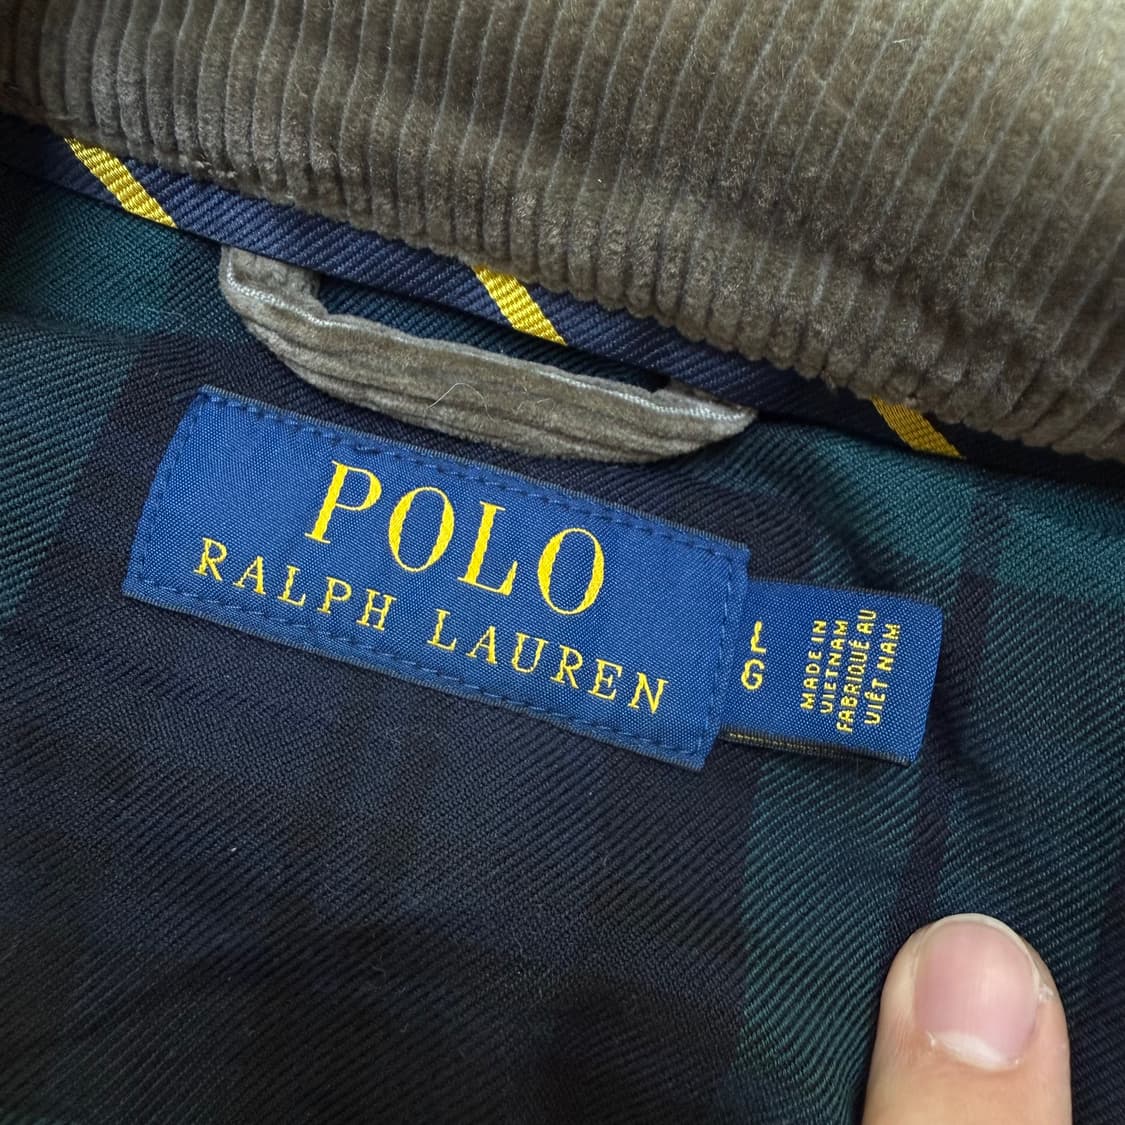 POLO
RALPH LAUREN
L
G
MADE IN
VIETNAM
FABRIQUÉ AU
VIÊT NAM